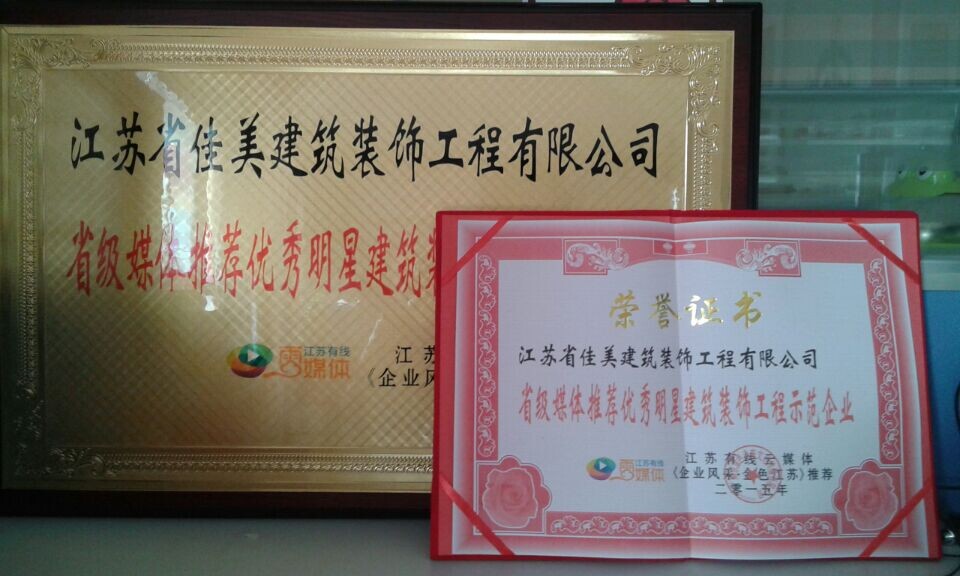 江苏省佳美建筑装饰工程有限公司
省级媒体推荐优秀明星建筑装
江苏有线
云媒体
江苏
《企业风
荣誉证书
江苏省佳美建筑装饰工程有限公司
省级媒体推荐优秀明星建筑装饰工程示范企业
江苏有线
云媒体
江苏有线云媒体
《企业风采·金色江苏》推荐
二零一五年